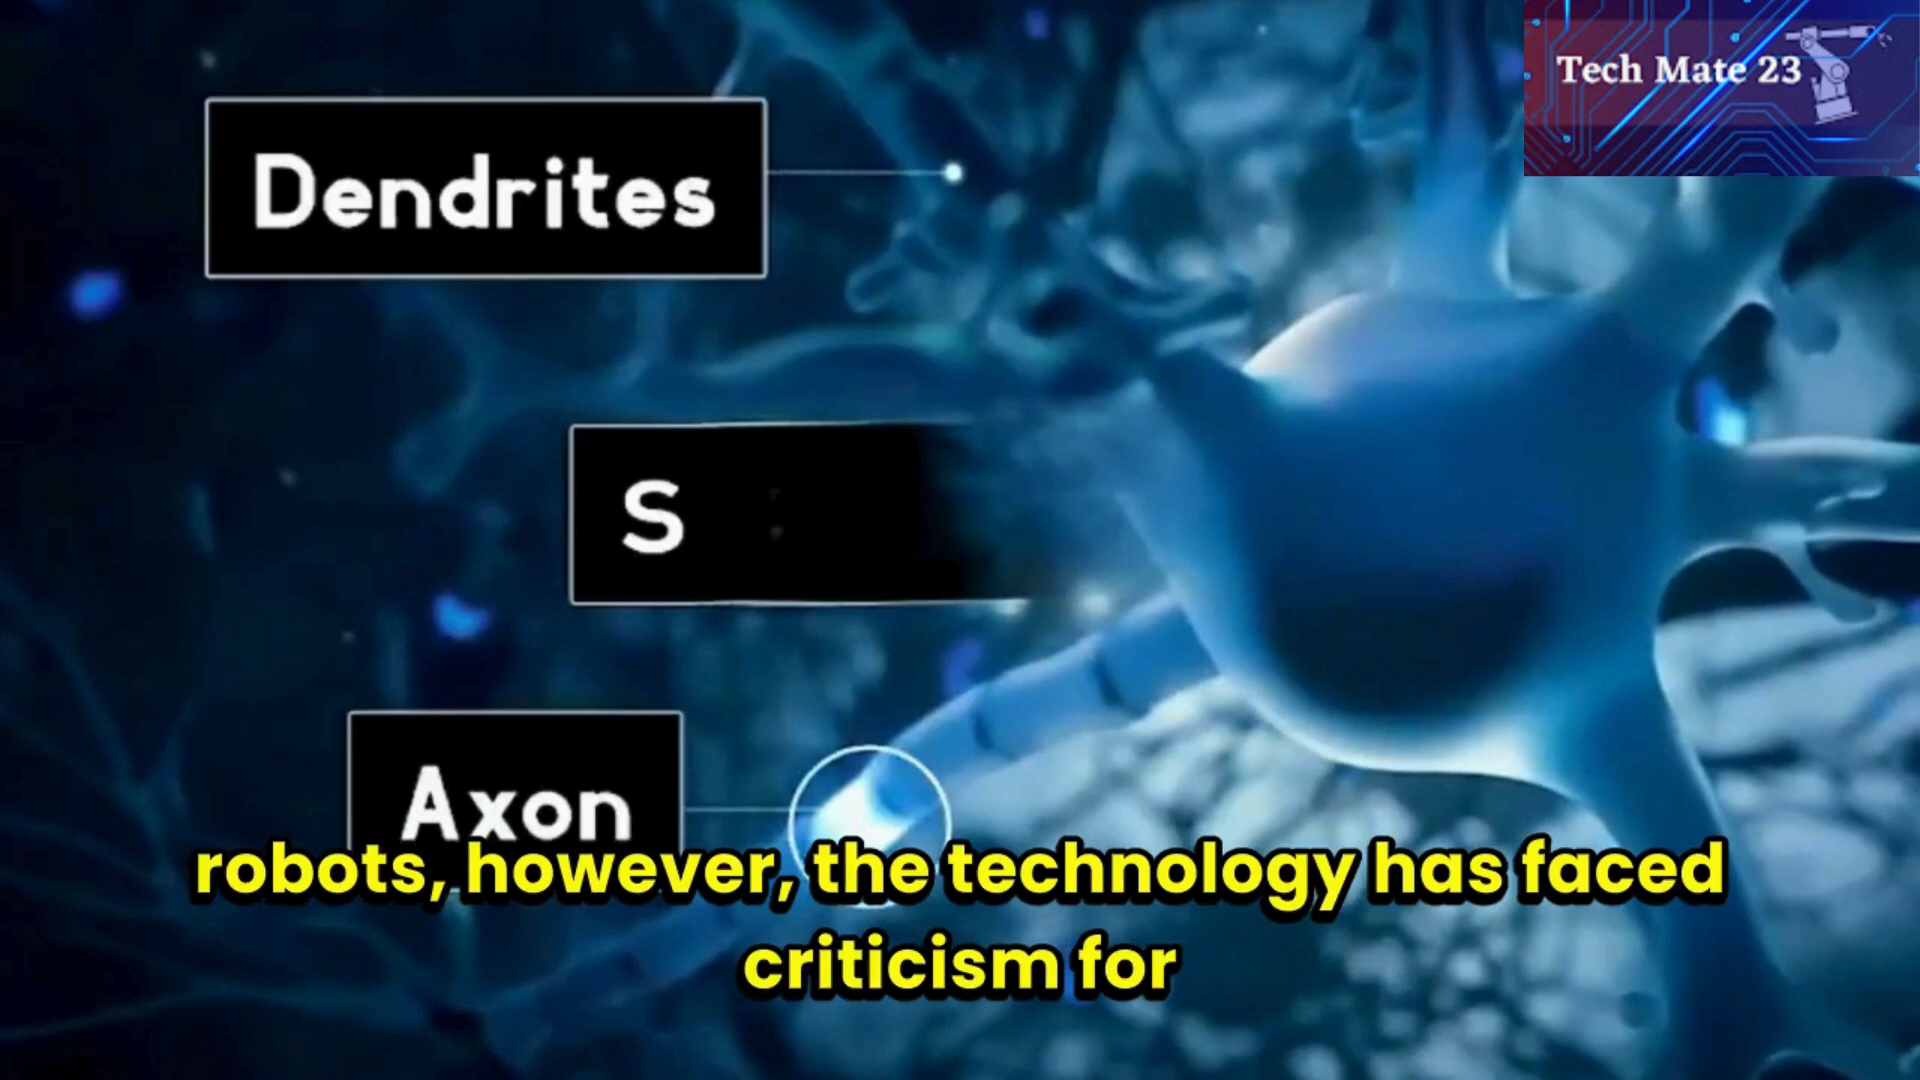 Tech Mate 23
Dendrites
S
Axon
robots, however, the technology has faced
criticism for